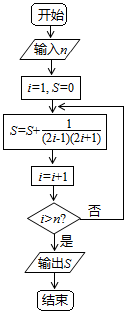 开始
输入n
i=1, S=0
S=S+\frac{1}{(2i-1)(2i+1)}
i=i+1
i>n?
否
是
输出S
结束